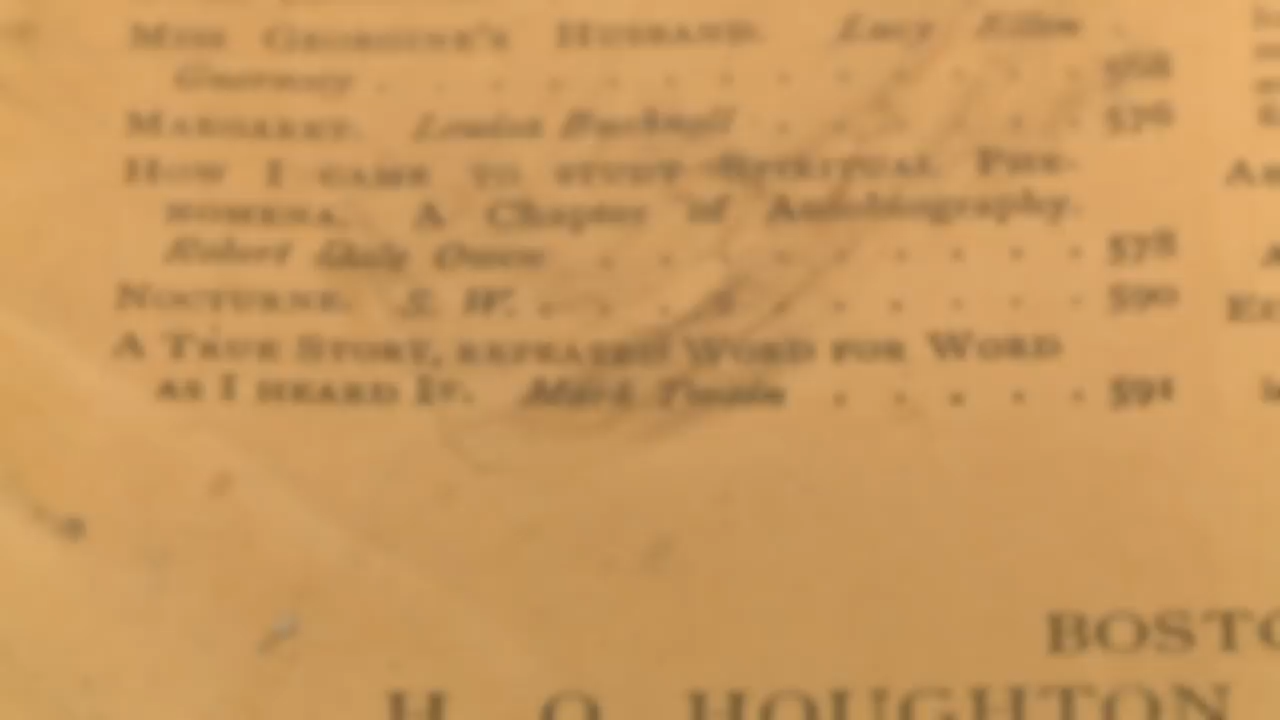 MISS GEORGINE'S HUSBAND. Lucy Ellen
Guernsey . . . . . . . . . . . . 568
MARGARET. Louisa Bushnell . . . . . . 576
HOW I CAME TO STUDY SPIRITUAL PHE-
NOMENA. A Chapter of Autobiography.
Robert Dale Owen . . . . . . . . . 578
NOCTURNE. S. W. . . . . . . . . . . 590
A TRUE STORY, REPEATED WORD FOR WORD
AS I HEARD IT. Mark Twain . . . . . 591
BOSTO
H. O. HOUGHTON